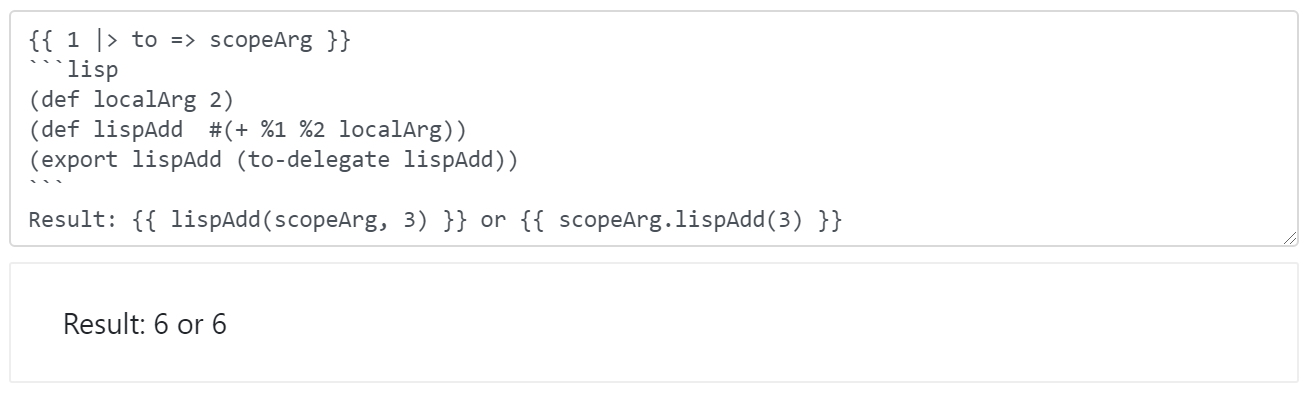 {{ 1 |> to => scopeArg }}
```lisp
(def localArg 2)
(def lispAdd  #(+ %1 %2 localArg))
(export lispAdd (to-delegate lispAdd))
```
Result: {{ lispAdd(scopeArg, 3) }} or {{ scopeArg.lispAdd(3) }}
Result: 6 or 6